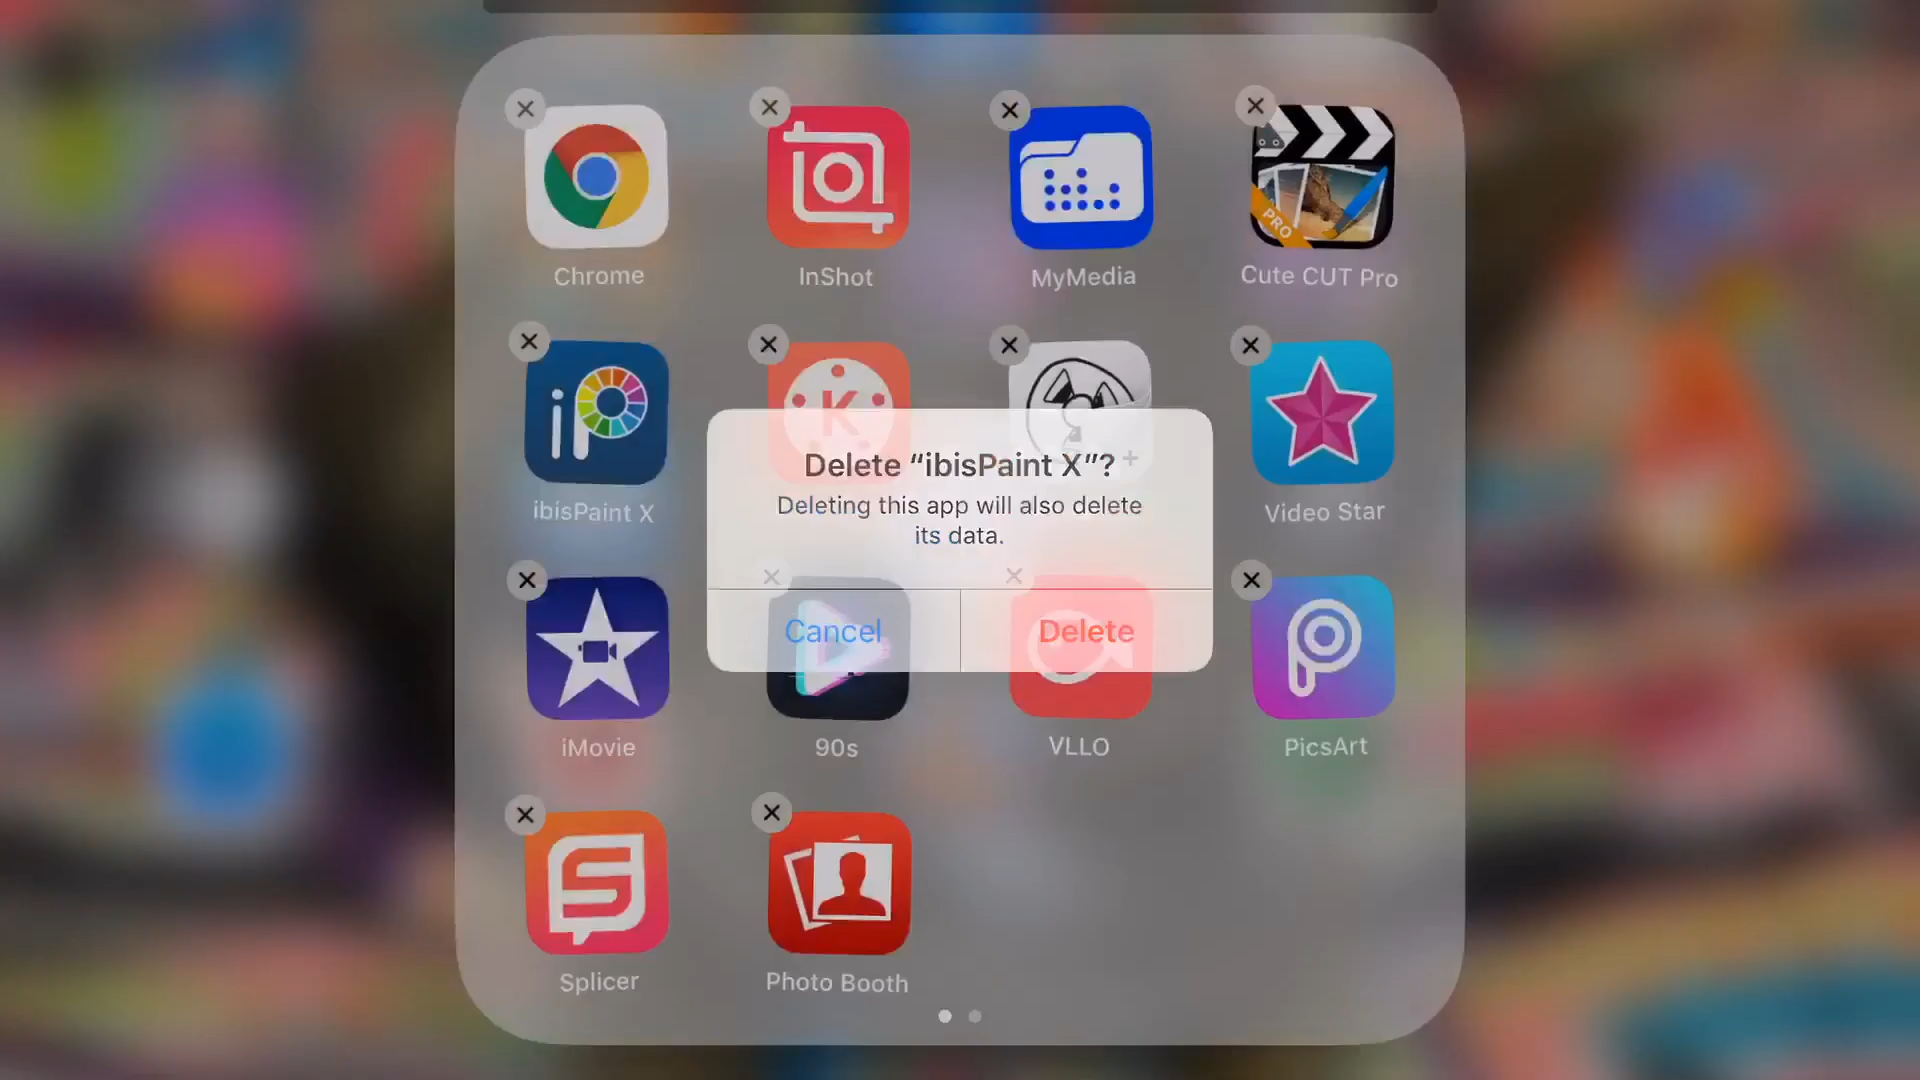 Chrome
InShot
MyMedia
Cute CUT Pro
PRO
iP
K
ibisPaint X
Video Star
Delete “ibisPaint X”?
Deleting this app will also delete
its data.
Cancel
Delete
iMovie
90s
VLLO
PicsArt
S
Splicer
Photo Booth